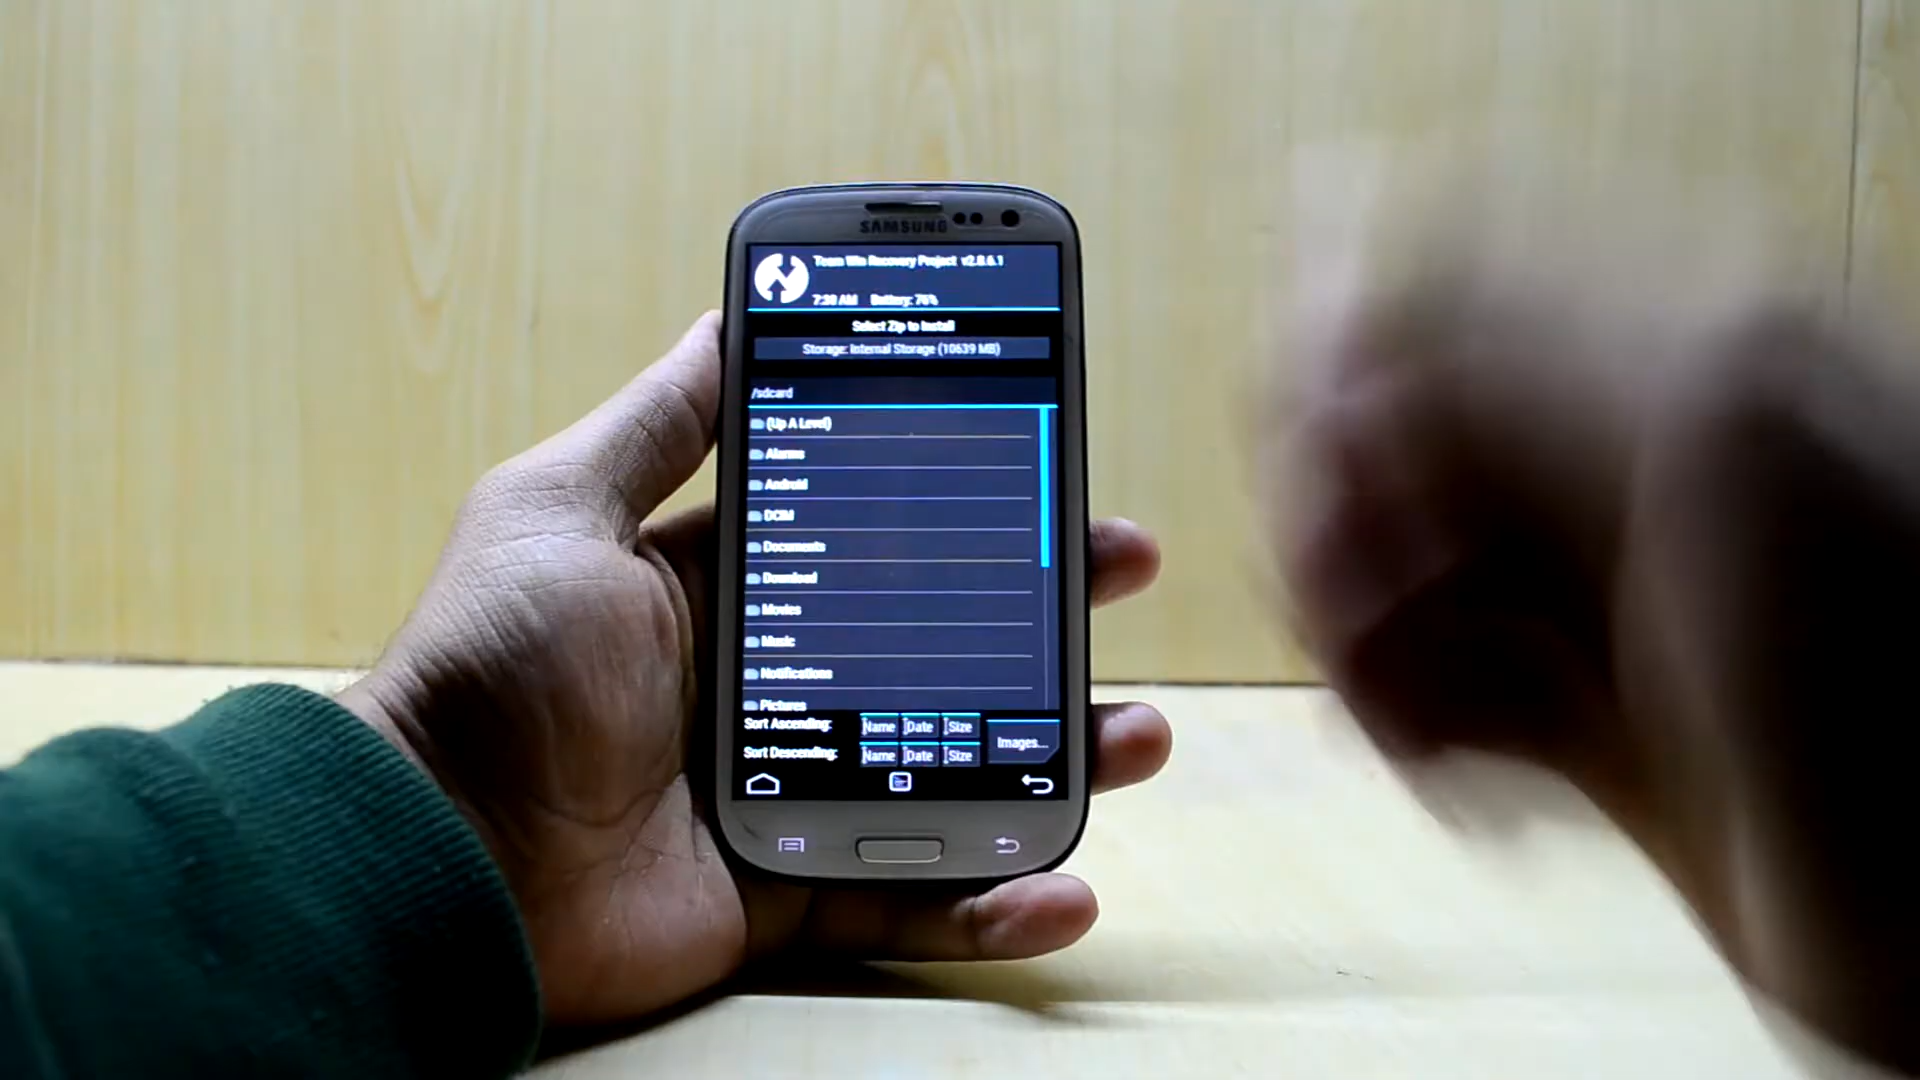 SAMSUNG
Team Win Recovery Project v2.8.6.1
7:30 AM Battery: 76%
Select Zip to Install
Storage: Internal Storage (10639 MB)
/sdcard
(Up A Level)
Alarms
Android
DCIM
Documents
Download
Movies
Music
Notifications
Pictures
Sort Ascending: Name Date Size
Images...
Sort Descending: Name Date Size